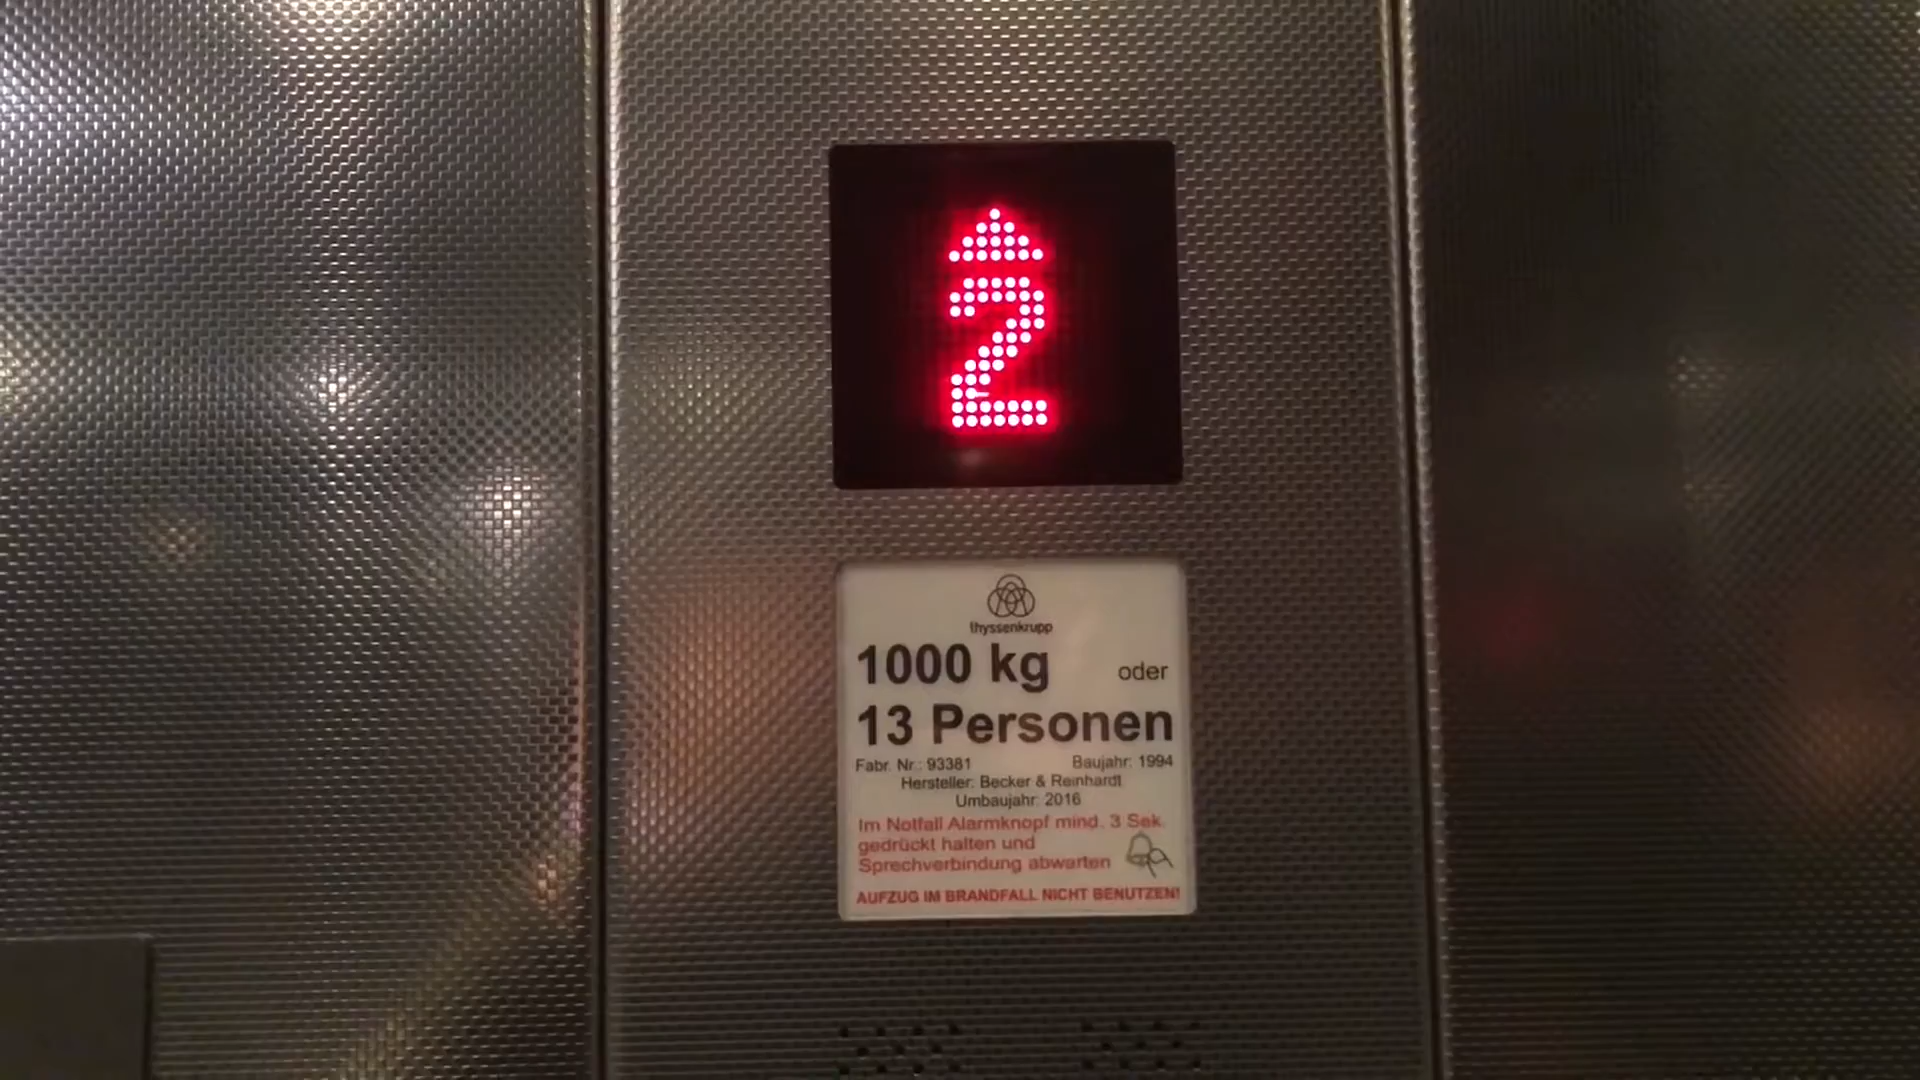 2
thyssenkrupp
1000 kg oder
13 Personen
Fabr. Nr.: 93381 Baujahr: 1994
Hersteller: Becker & Reinhardt
Umbaujahr: 2016
Im Notfall Alarmknopf mind. 3 Sek.
gedrückt halten und
Sprechverbindung abwarten
AUFZUG IM BRANDFALL NICHT BENUTZEN!